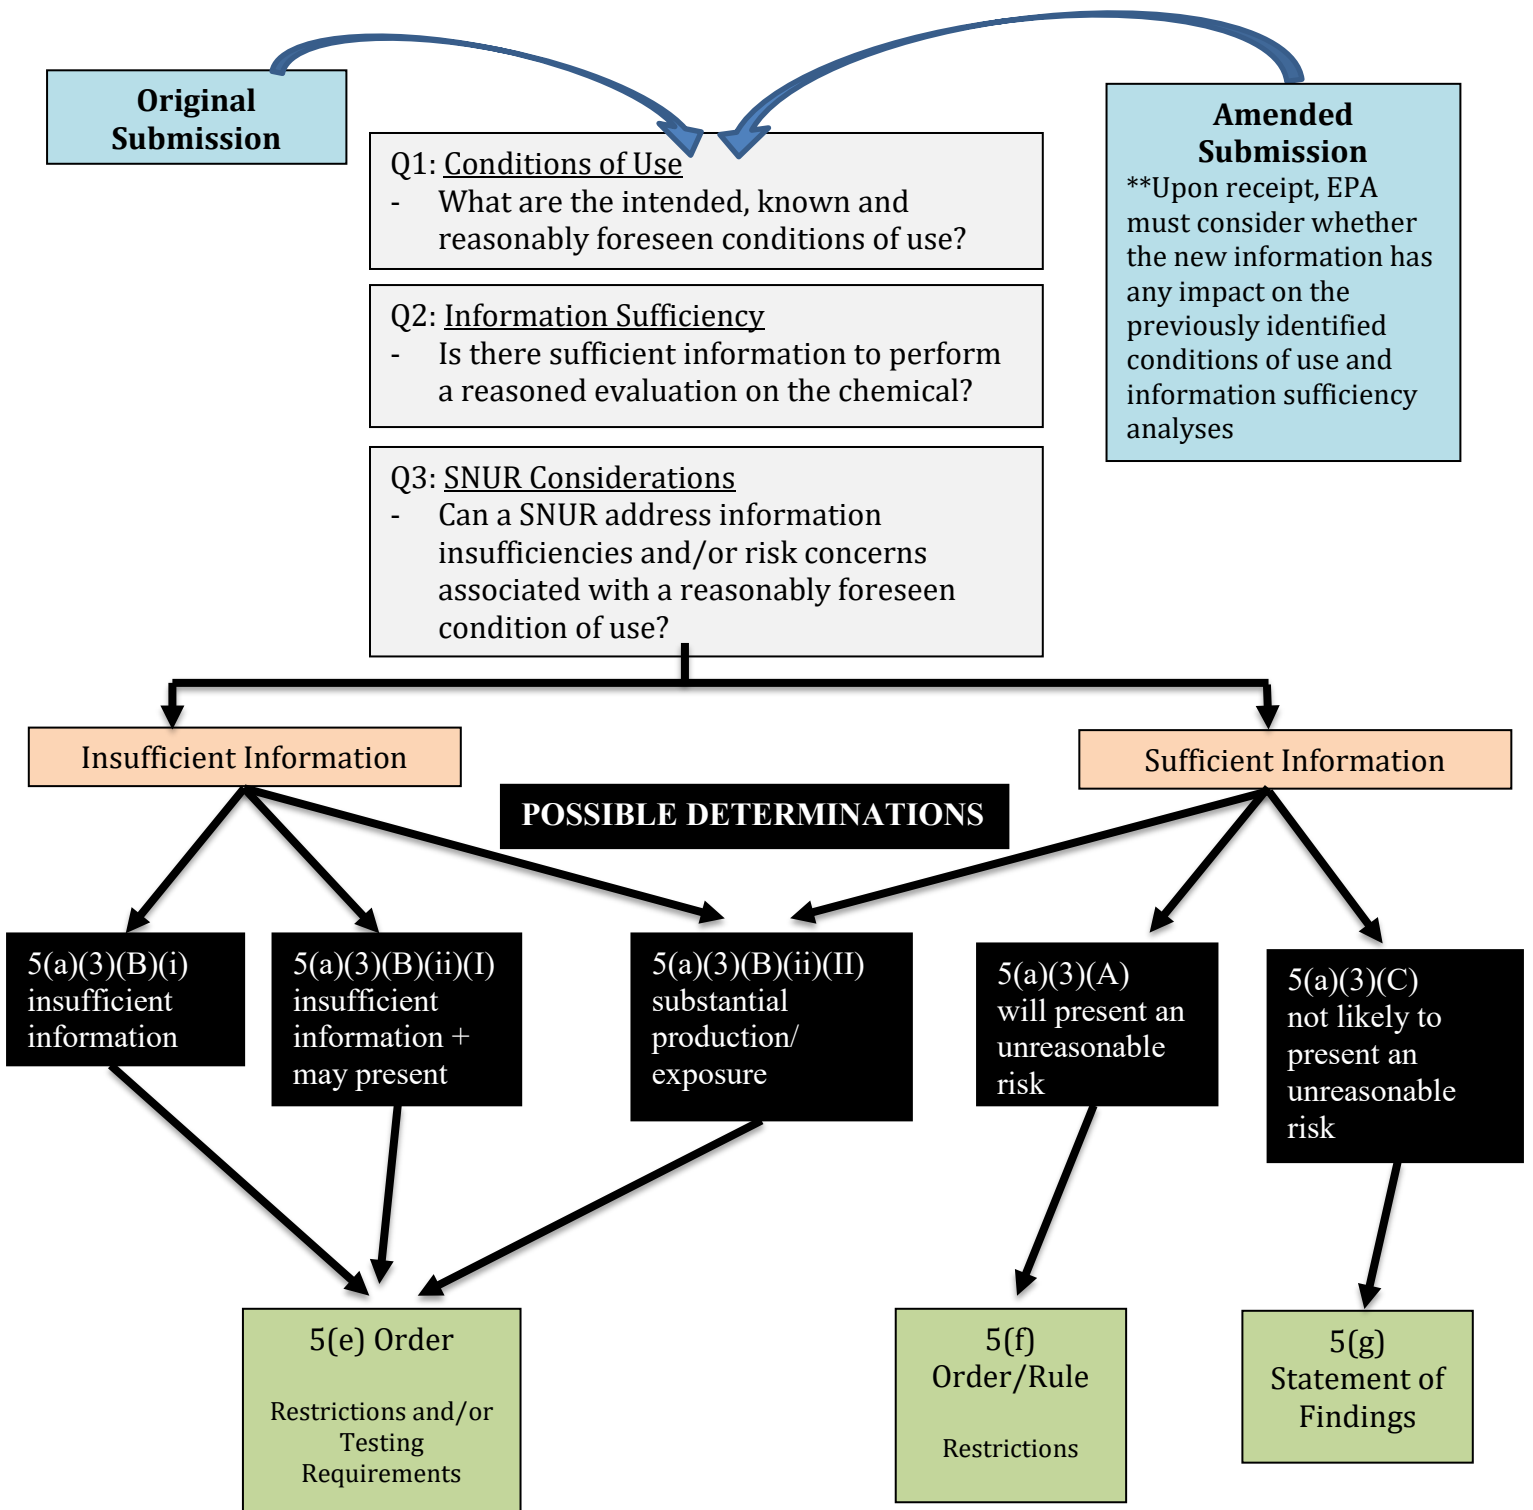 Original
Submission
Amended
Submission
**Upon receipt, EPA
must consider whether
the new information has
any impact on the
previously identified
conditions of use and
information sufficiency
analyses
Q1: Conditions of Use
- What are the intended, known and
reasonably foreseen conditions of use?
Q2: Information Sufficiency
- Is there sufficient information to perform
a reasoned evaluation on the chemical?
Q3: SNUR Considerations
- Can a SNUR address information
insufficiencies and/or risk concerns
associated with a reasonably foreseen
condition of use?
Insufficient Information
Sufficient Information
POSSIBLE DETERMINATIONS
5(a)(3)(B)(i)
insufficient
information
5(a)(3)(B)(ii)(I)
insufficient
information +
may present
5(a)(3)(B)(ii)(II)
substantial
production/
exposure
5(a)(3)(A)
will present an
unreasonable
risk
5(a)(3)(C)
not likely to
present an
unreasonable
risk
5(e) Order
Restrictions and/or
Testing
Requirements
5(f)
Order/Rule
Restrictions
5(g)
Statement of
Findings